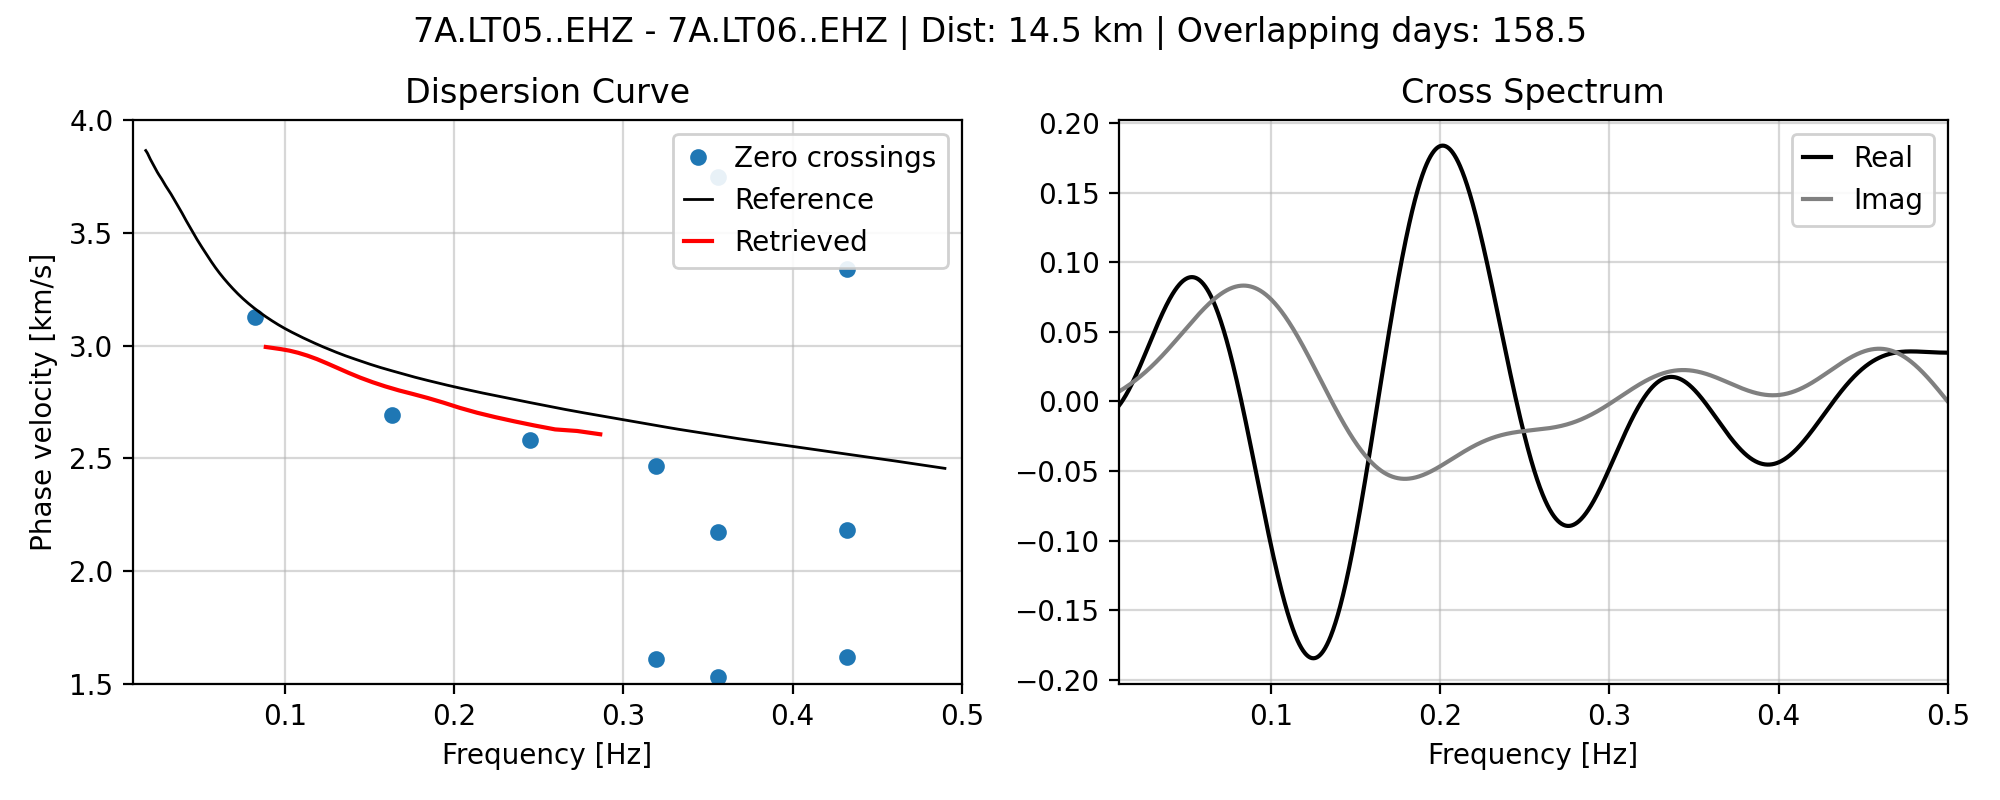 7A.LT05..EHZ - 7A.LT06..EHZ | Dist: 14.5 km | Overlapping days: 158.5
Dispersion Curve
4.0
3.5
3.0
2.5
2.0
1.5
Phase velocity [km/s]
Zero crossings
Reference
Retrieved
0.1
0.2
0.3
0.4
0.5
Frequency [Hz]
Cross Spectrum
0.20
0.15
0.10
0.05
0.00
−0.05
−0.10
−0.15
−0.20
Real
Imag
0.1
0.2
0.3
0.4
0.5
Frequency [Hz]